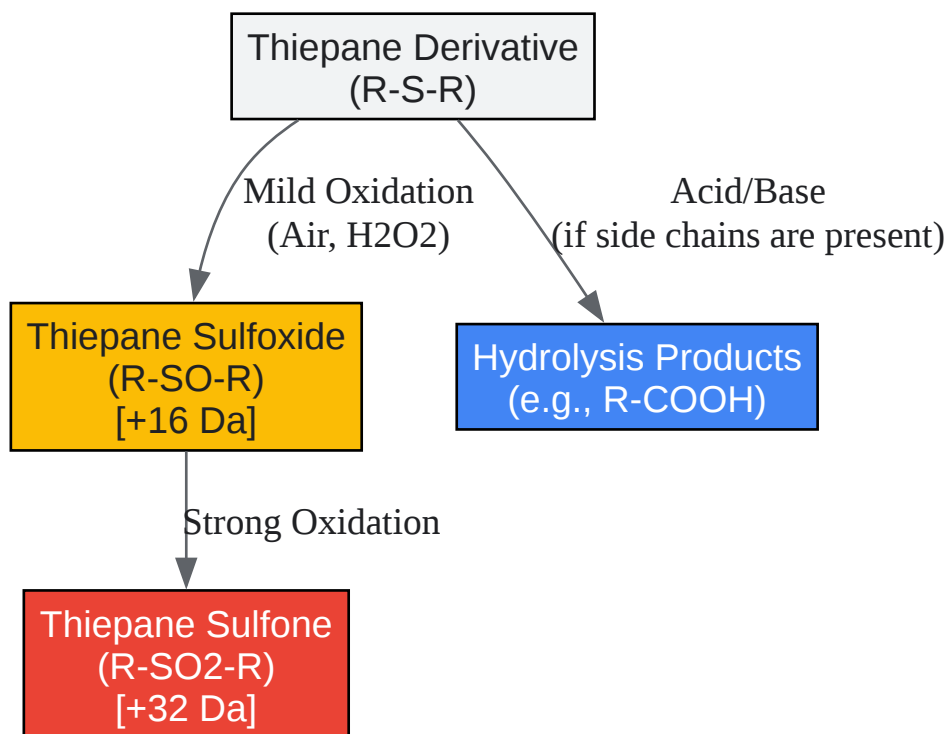 Thiepane Derivative
(R-S-R)
Mild Oxidation
(Air, H2O2)
Acid/Base
(if side chains are present)
Thiepane Sulfoxide
(R-SO-R)
[+16 Da]
Hydrolysis Products
(e.g., R-COOH)
Strong Oxidation
Thiepane Sulfone
(R-SO2-R)
[+32 Da]